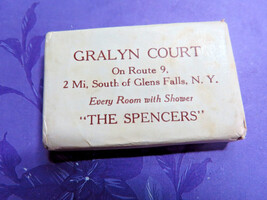 GRALYN COURT
On Route 9,
2 Mi, South of Glens Falls, N. Y.
Every Room with Shower
"THE SPENCERS"